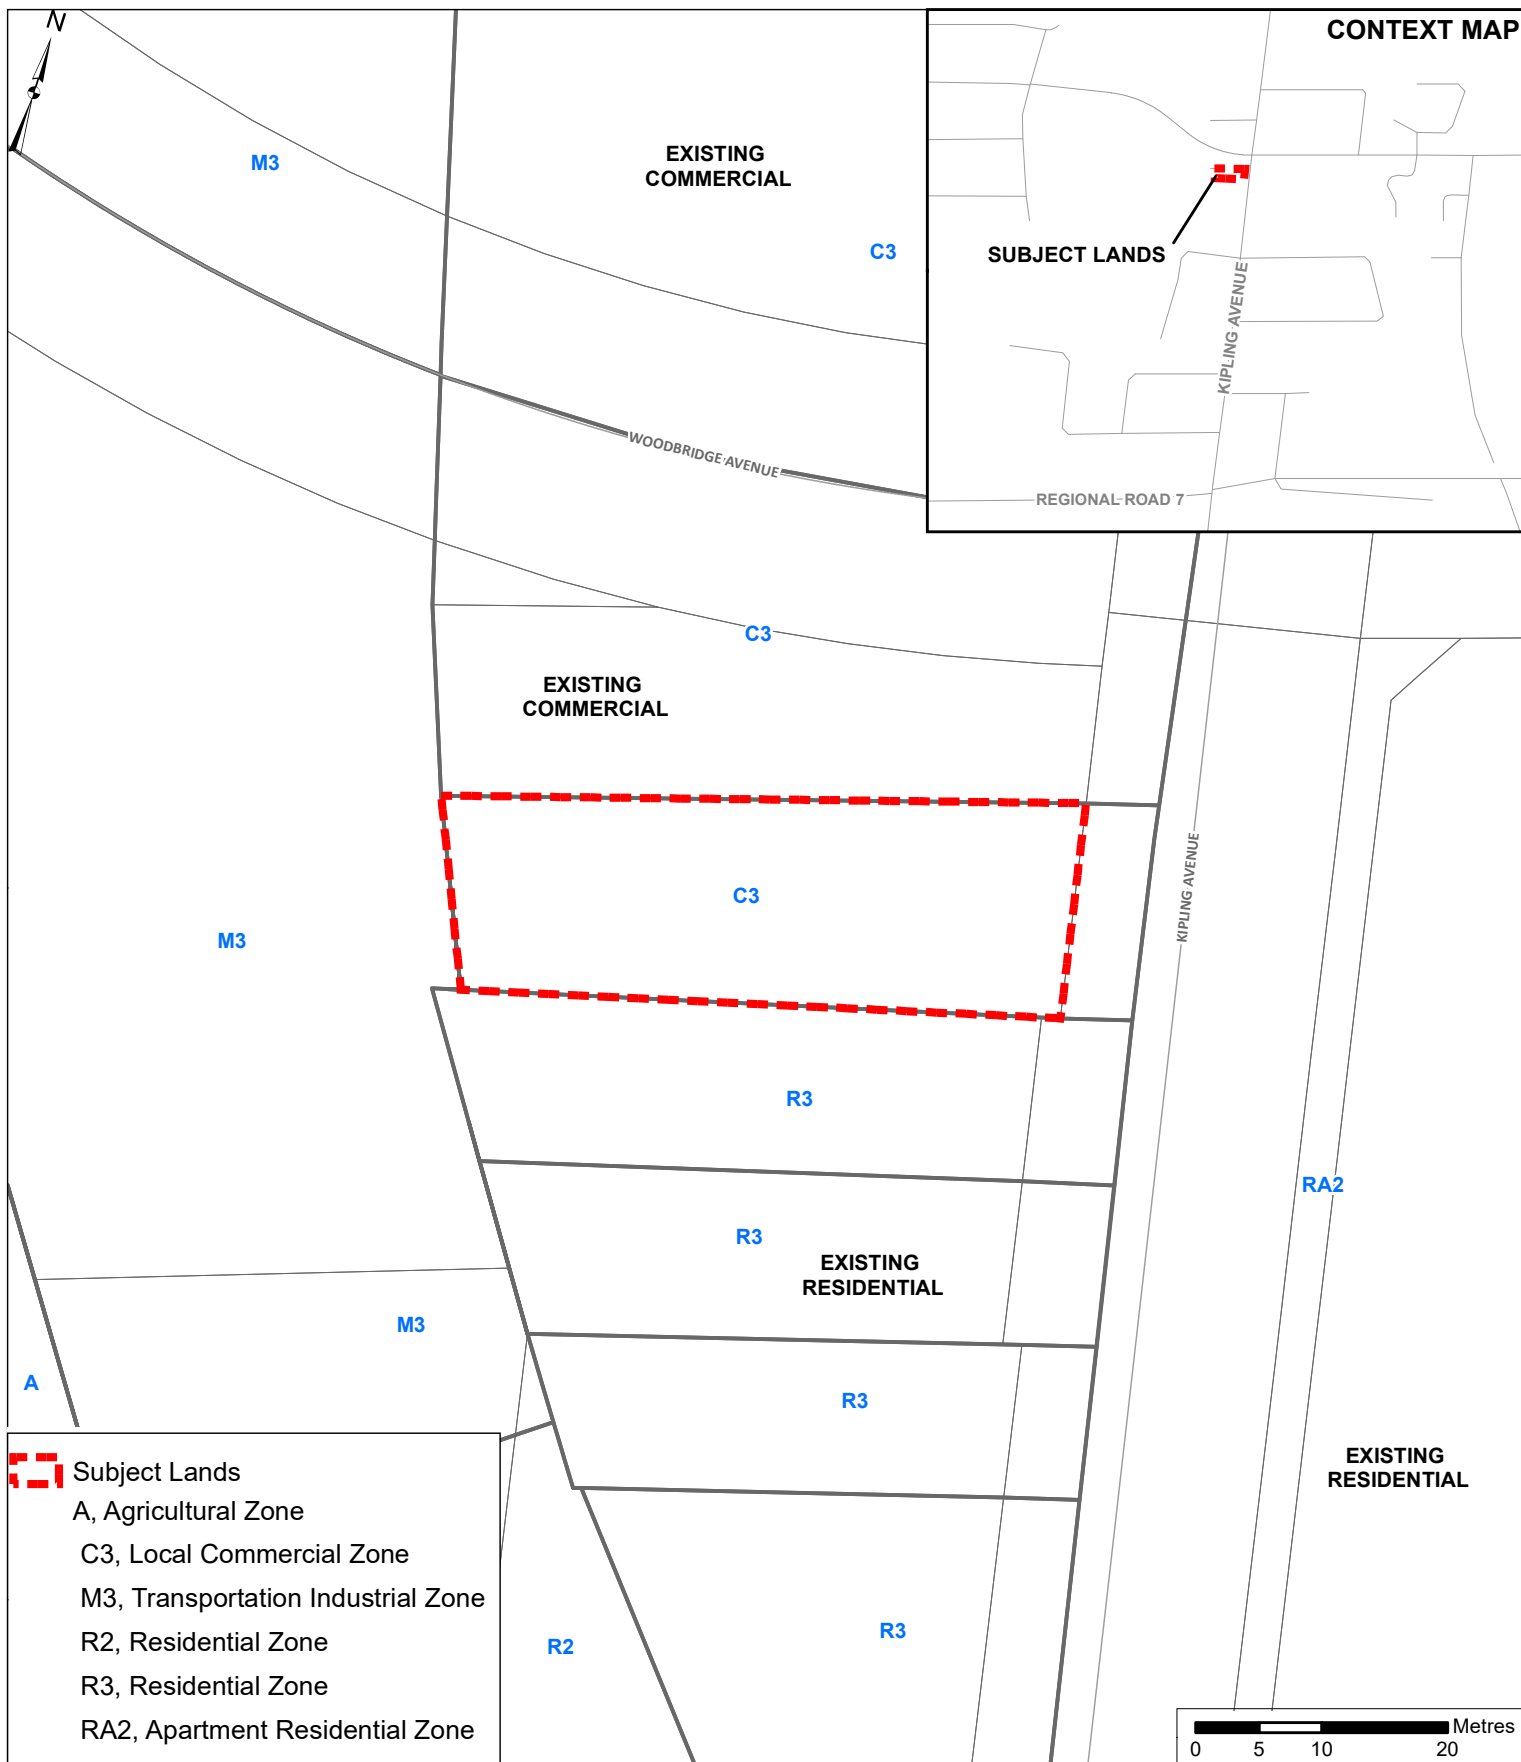 N
CONTEXT MAP
SUBJECT LANDS
KIPLING AVENUE
REGIONAL ROAD 7
M3
EXISTING
COMMERCIAL
C3
WOODBRIDGE AVENUE
C3
EXISTING
COMMERCIAL
C3
KIPLING AVENUE
M3
R3
RA2
R3
EXISTING
RESIDENTIAL
M3
A
R3
EXISTING
RESIDENTIAL
R3
R2
Subject Lands
A, Agricultural Zone
C3, Local Commercial Zone
M3, Transportation Industrial Zone
R2, Residential Zone
R3, Residential Zone
RA2, Apartment Residential Zone
Metres
0 5 10 20